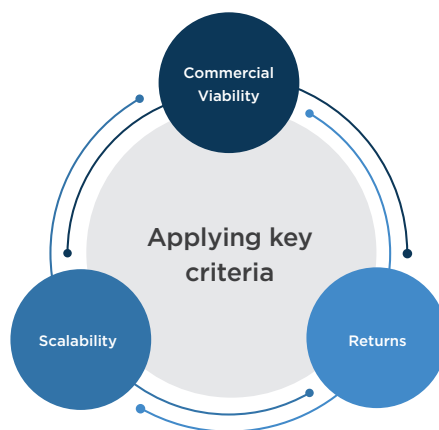 Commercial
Viability
Applying key
criteria
Scalability
Returns